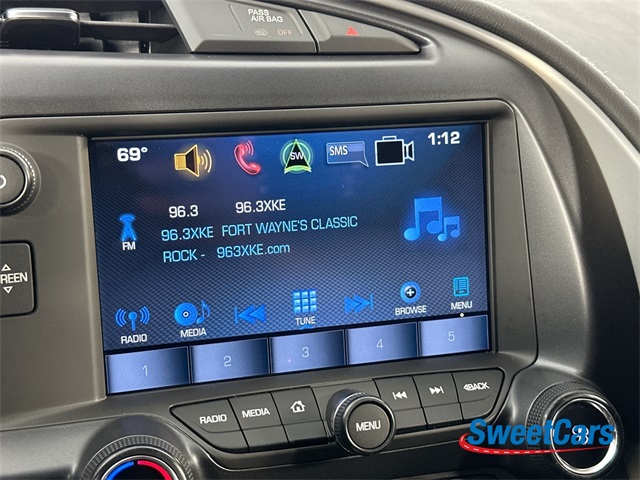 PASS
AIR BAG
OFF
69°
SW
SMS
1:12
96.3 96.3XKE
FM
96.3XKE FORT WAYNE'S CLASSIC
ROCK - 963XKE.com
RADIO
MEDIA
TUNE
BROWSE
MENU
1 2 3 4 5
RADIO MEDIA BACK
MENU
SweetCars